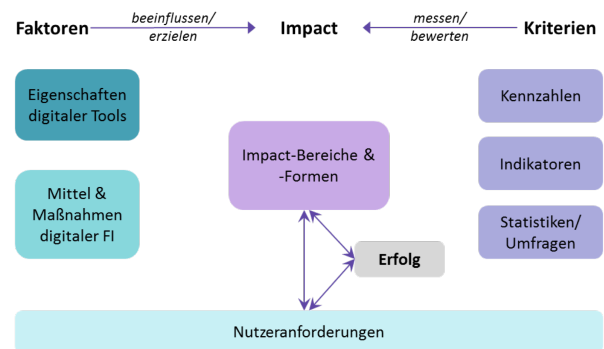 Faktoren
beeinflussen/
erzielen
Impact
messen/
bewerten
Kriterien
Eigenschaften
digitaler Tools
Mittel &
Maßnahmen
digitaler FI
Impact-Bereiche &
-Formen
Erfolg
Kennzahlen
Indikatoren
Statistiken/
Umfragen
Nutzeranforderungen